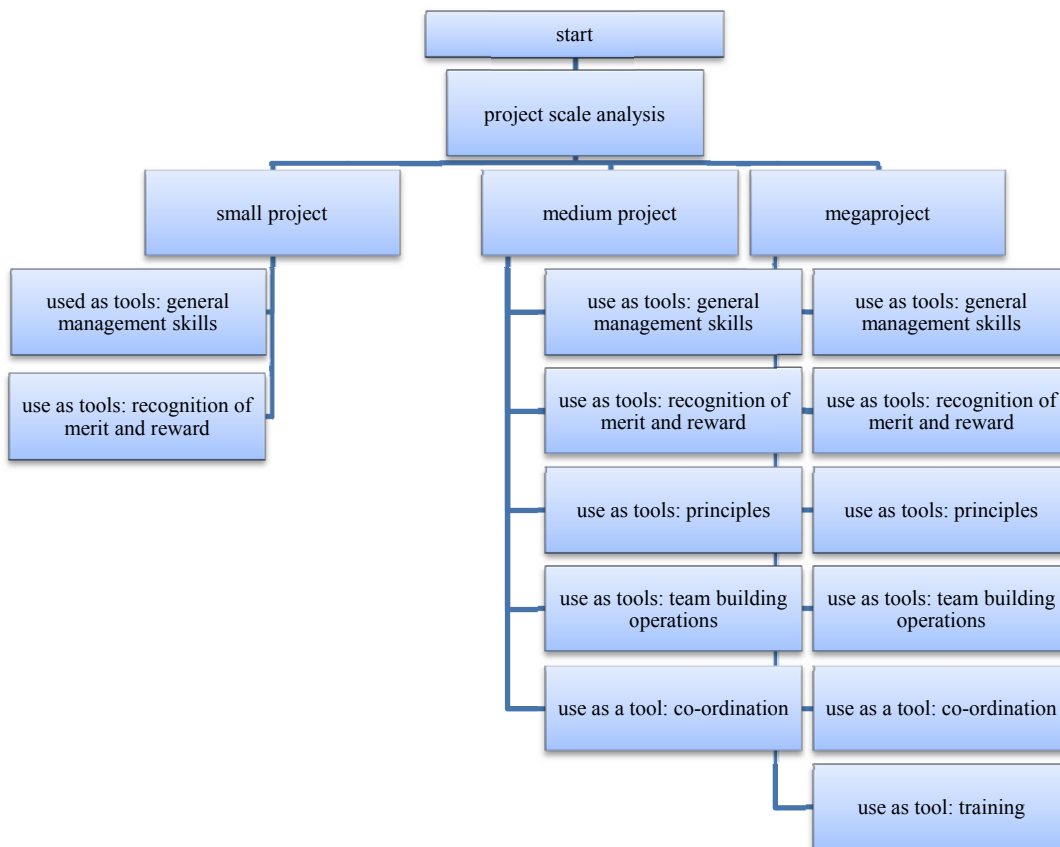 start
project scale analysis
small project
medium project
megaproject
used as tools: general
management skills
use as tools: recognition of
merit and reward
use as tools: general
management skills
use as tools: recognition of
merit and reward
use as tools: principles
use as tools: team building
operations
use as a tool: co-ordination
use as tools: general
management skills
use as tools: recognition of
merit and reward
use as tools: principles
use as tools: team building
operations
use as a tool: co-ordination
use as tool: training